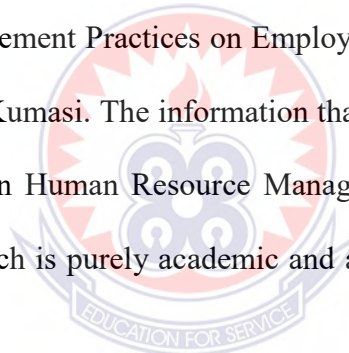 ement Practices on Employ
Kumasi. The information tha
n Human Resource Manag
ch is purely academic and a
EDUCATION FOR SERVICE